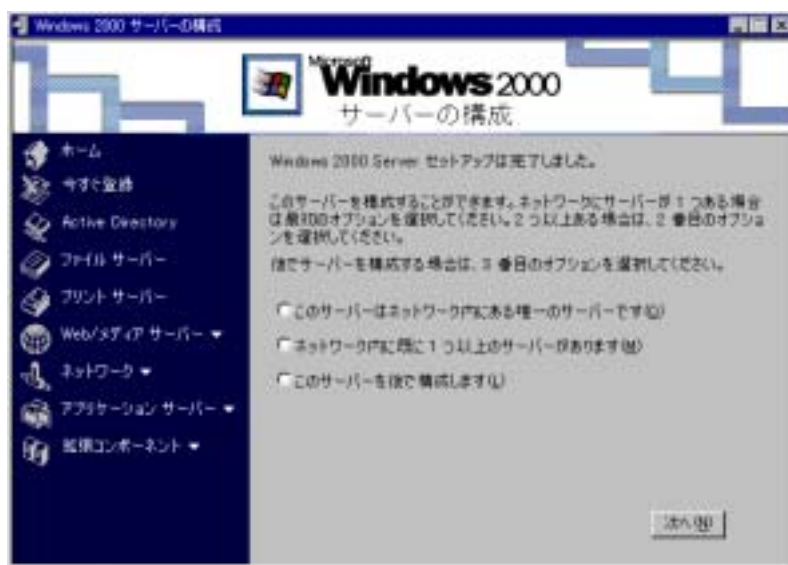 Windows 2000 サーバーの構成
Microsoft
Windows 2000
サーバーの構成
ホーム
今すぐ登録
Active Directory
ファイル サーバー
プリント サーバー
Web/メディア サーバー
ネットワーク
アプリケーション サーバー
拡張コンポーネント
Windows 2000 Server セットアップは完了しました。
このサーバーを構成することができます。ネットワークにサーバーが 1 つある場合
は最初のオプションを選択してください。2 つ以上ある場合は、2 番目のオプショ
ンを選択してください。
後でサーバーを構成する場合は、3 番目のオプションを選択してください。
このサーバーはネットワーク内にある唯一のサーバーです(O)
ネットワーク内に既に 1 つ以上のサーバーがあります(M)
このサーバーを後で構成します(L)
次へ(N)